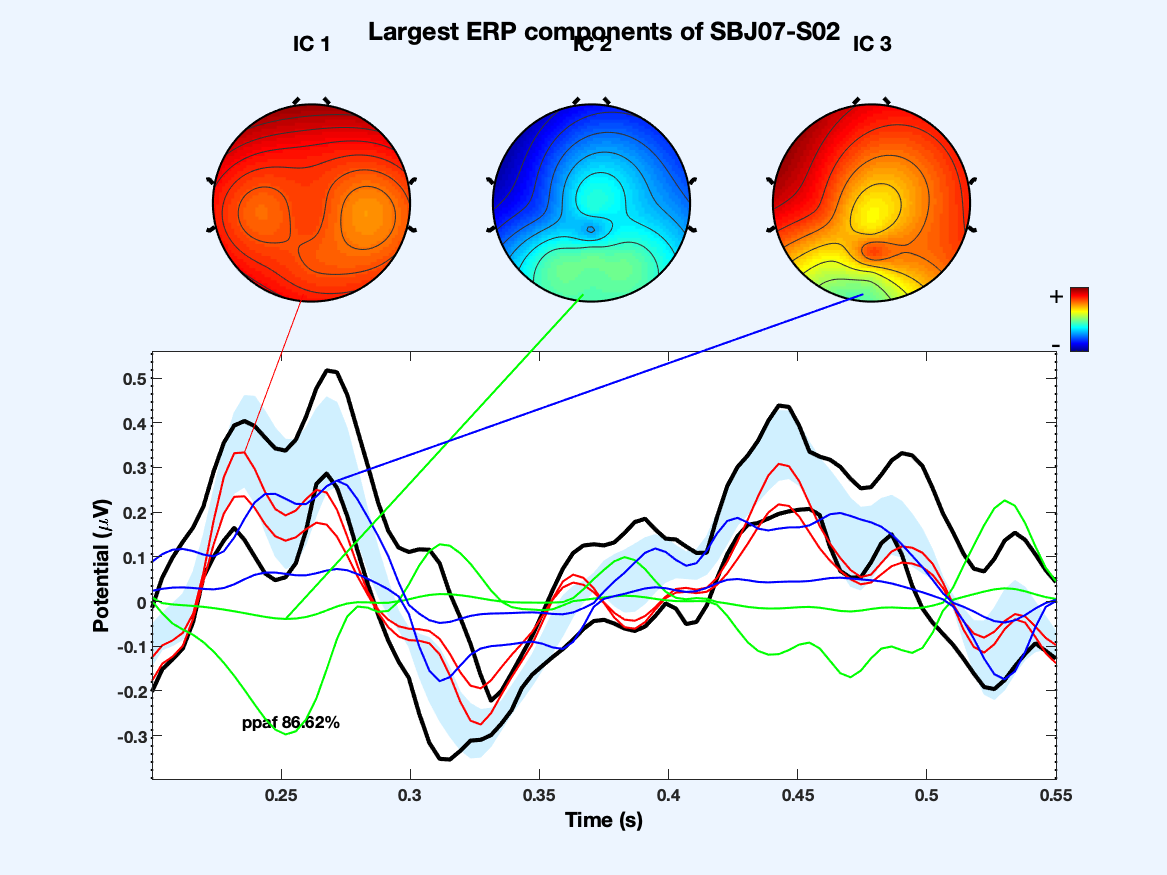 Largest ERP components of SBJ07-S02
IC 1
IC 2
IC 3
+
-
0.5
0.4
0.3
0.2
0.1
0
-0.1
-0.2
-0.3
Potential (μV)
ppaf 86.62%
0.25
0.3
0.35
0.4
0.45
0.5
0.55
Time (s)